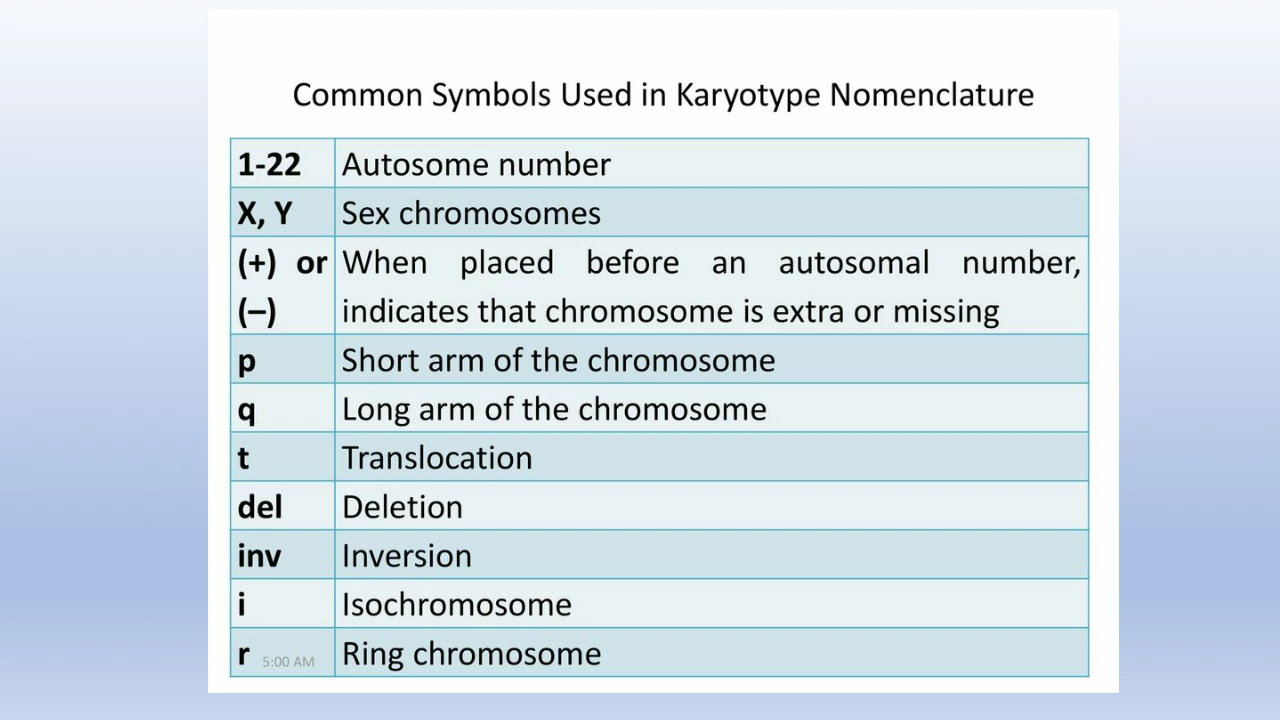 Common Symbols Used in Karyotype Nomenclature
1-22 Autosome number
X, Y Sex chromosomes
(+) or When placed before an autosomal number,
(–) indicates that chromosome is extra or missing
p Short arm of the chromosome
q Long arm of the chromosome
t Translocation
del Deletion
inv Inversion
i Isochromosome
r 5:00 AM Ring chromosome